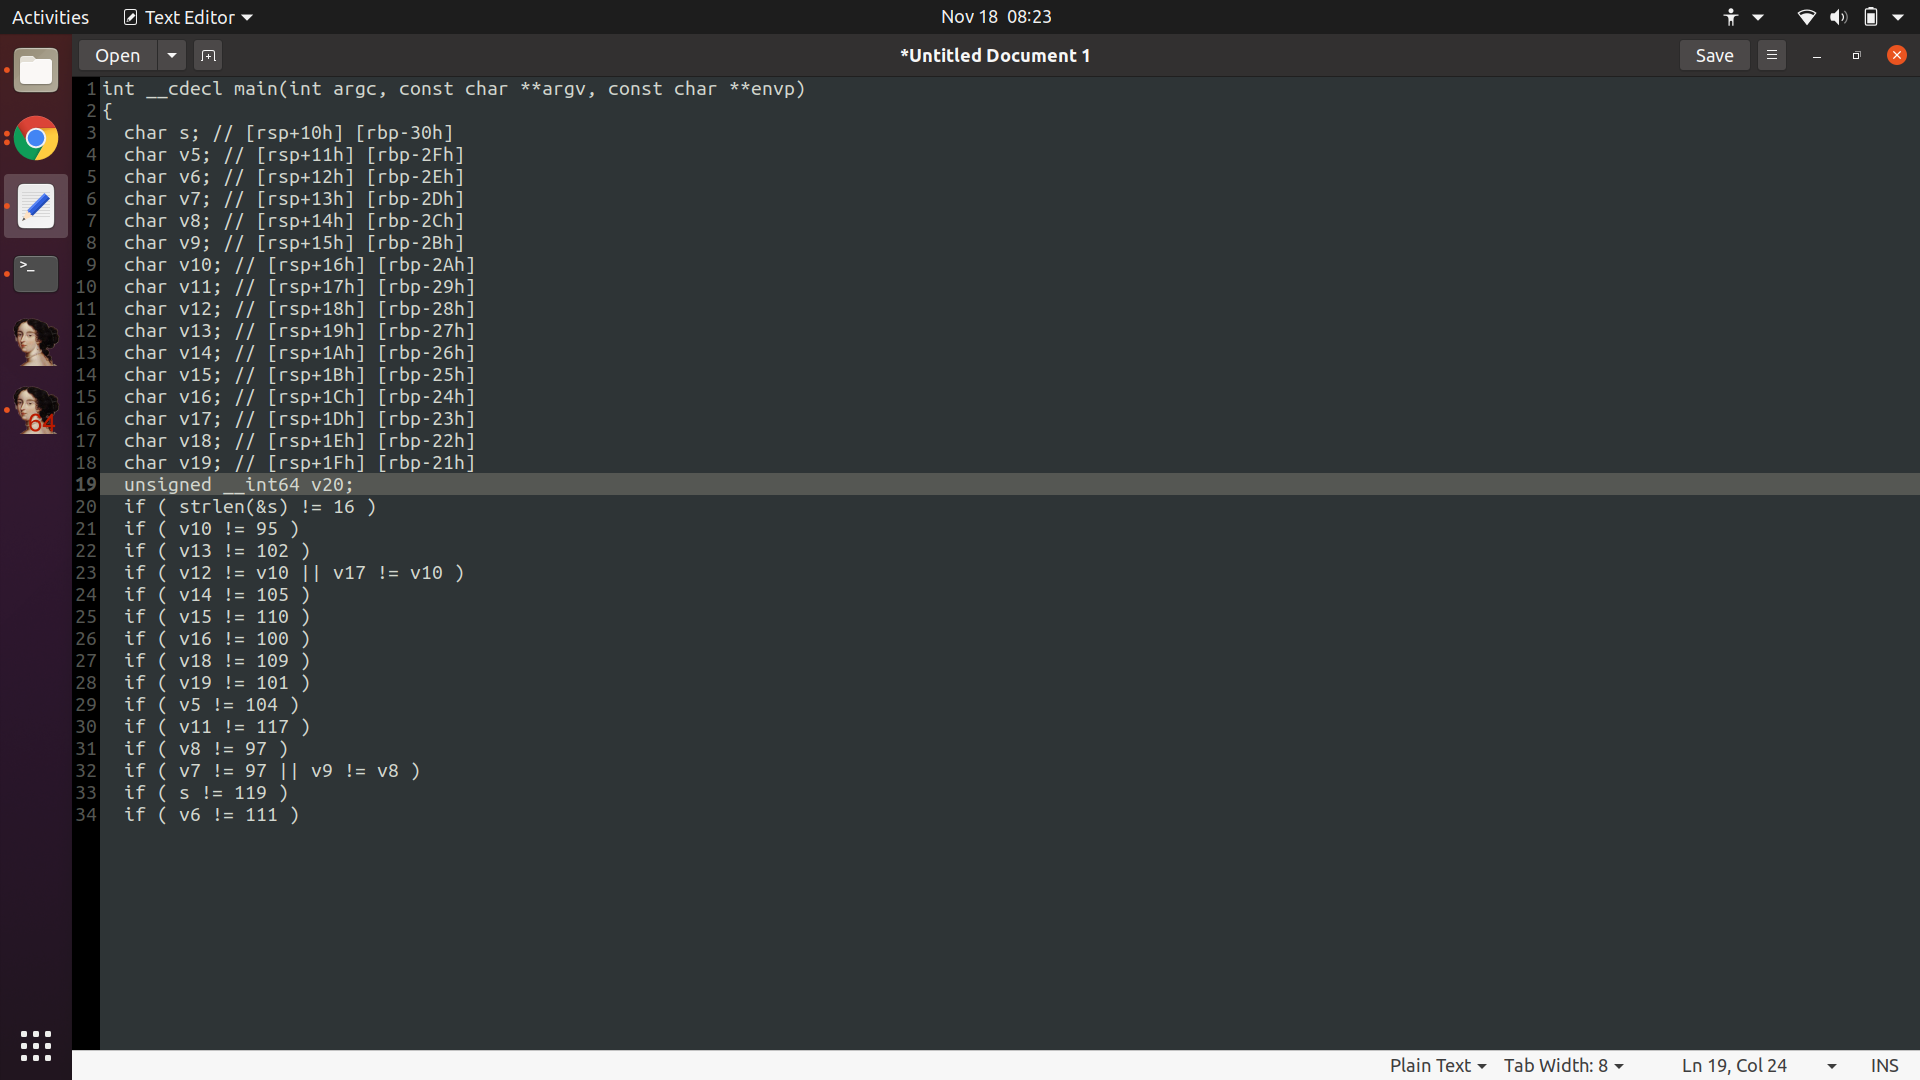 Activities Text Editor Nov 18 08:23
Open *Untitled Document 1 Save
1 int __cdecl main(int argc, const char **argv, const char **envp)
2 {
3 char s; // [rsp+10h] [rbp-30h]
4 char v5; // [rsp+11h] [rbp-2Fh]
5 char v6; // [rsp+12h] [rbp-2Eh]
6 char v7; // [rsp+13h] [rbp-2Dh]
7 char v8; // [rsp+14h] [rbp-2Ch]
8 char v9; // [rsp+15h] [rbp-2Bh]
9 char v10; // [rsp+16h] [rbp-2Ah]
10 char v11; // [rsp+17h] [rbp-29h]
11 char v12; // [rsp+18h] [rbp-28h]
12 char v13; // [rsp+19h] [rbp-27h]
13 char v14; // [rsp+1Ah] [rbp-26h]
14 char v15; // [rsp+1Bh] [rbp-25h]
15 char v16; // [rsp+1Ch] [rbp-24h]
16 char v17; // [rsp+1Dh] [rbp-23h]
17 char v18; // [rsp+1Eh] [rbp-22h]
18 char v19; // [rsp+1Fh] [rbp-21h]
19 unsigned __int64 v20;
20 if ( strlen(&s) != 16 )
21 if ( v10 != 95 )
22 if ( v13 != 102 )
23 if ( v12 != v10 || v17 != v10 )
24 if ( v14 != 105 )
25 if ( v15 != 110 )
26 if ( v16 != 100 )
27 if ( v18 != 109 )
28 if ( v19 != 101 )
29 if ( v5 != 104 )
30 if ( v11 != 117 )
31 if ( v8 != 97 )
32 if ( v7 != 97 || v9 != v8 )
33 if ( s != 119 )
34 if ( v6 != 111 )
>_
64
Plain Text Tab Width: 8 Ln 19, Col 24 INS